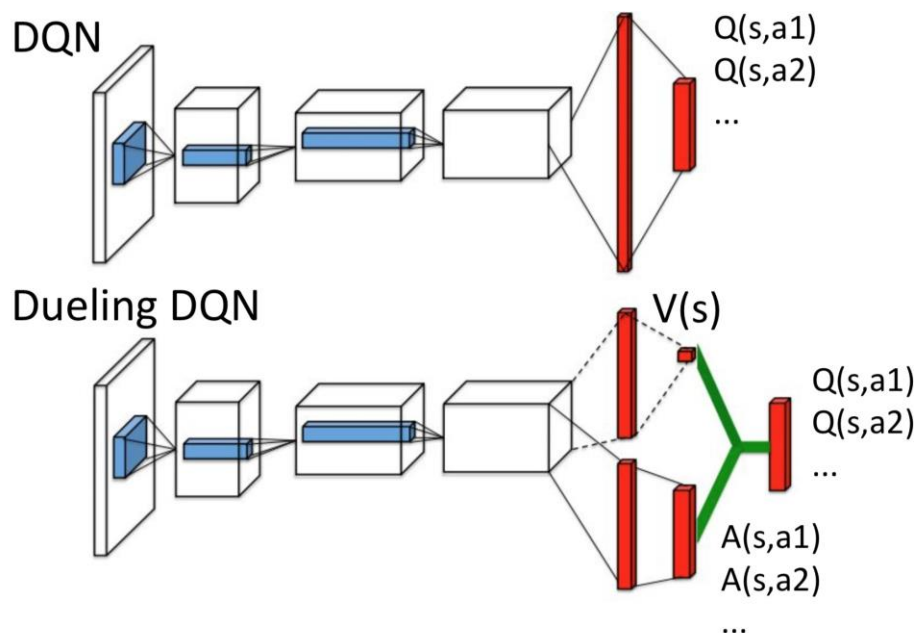 DQN
Q(s,a1)
Q(s,a2)
...
Dueling DQN
V(s)
Q(s,a1)
Q(s,a2)
...
A(s,a1)
A(s,a2)
...